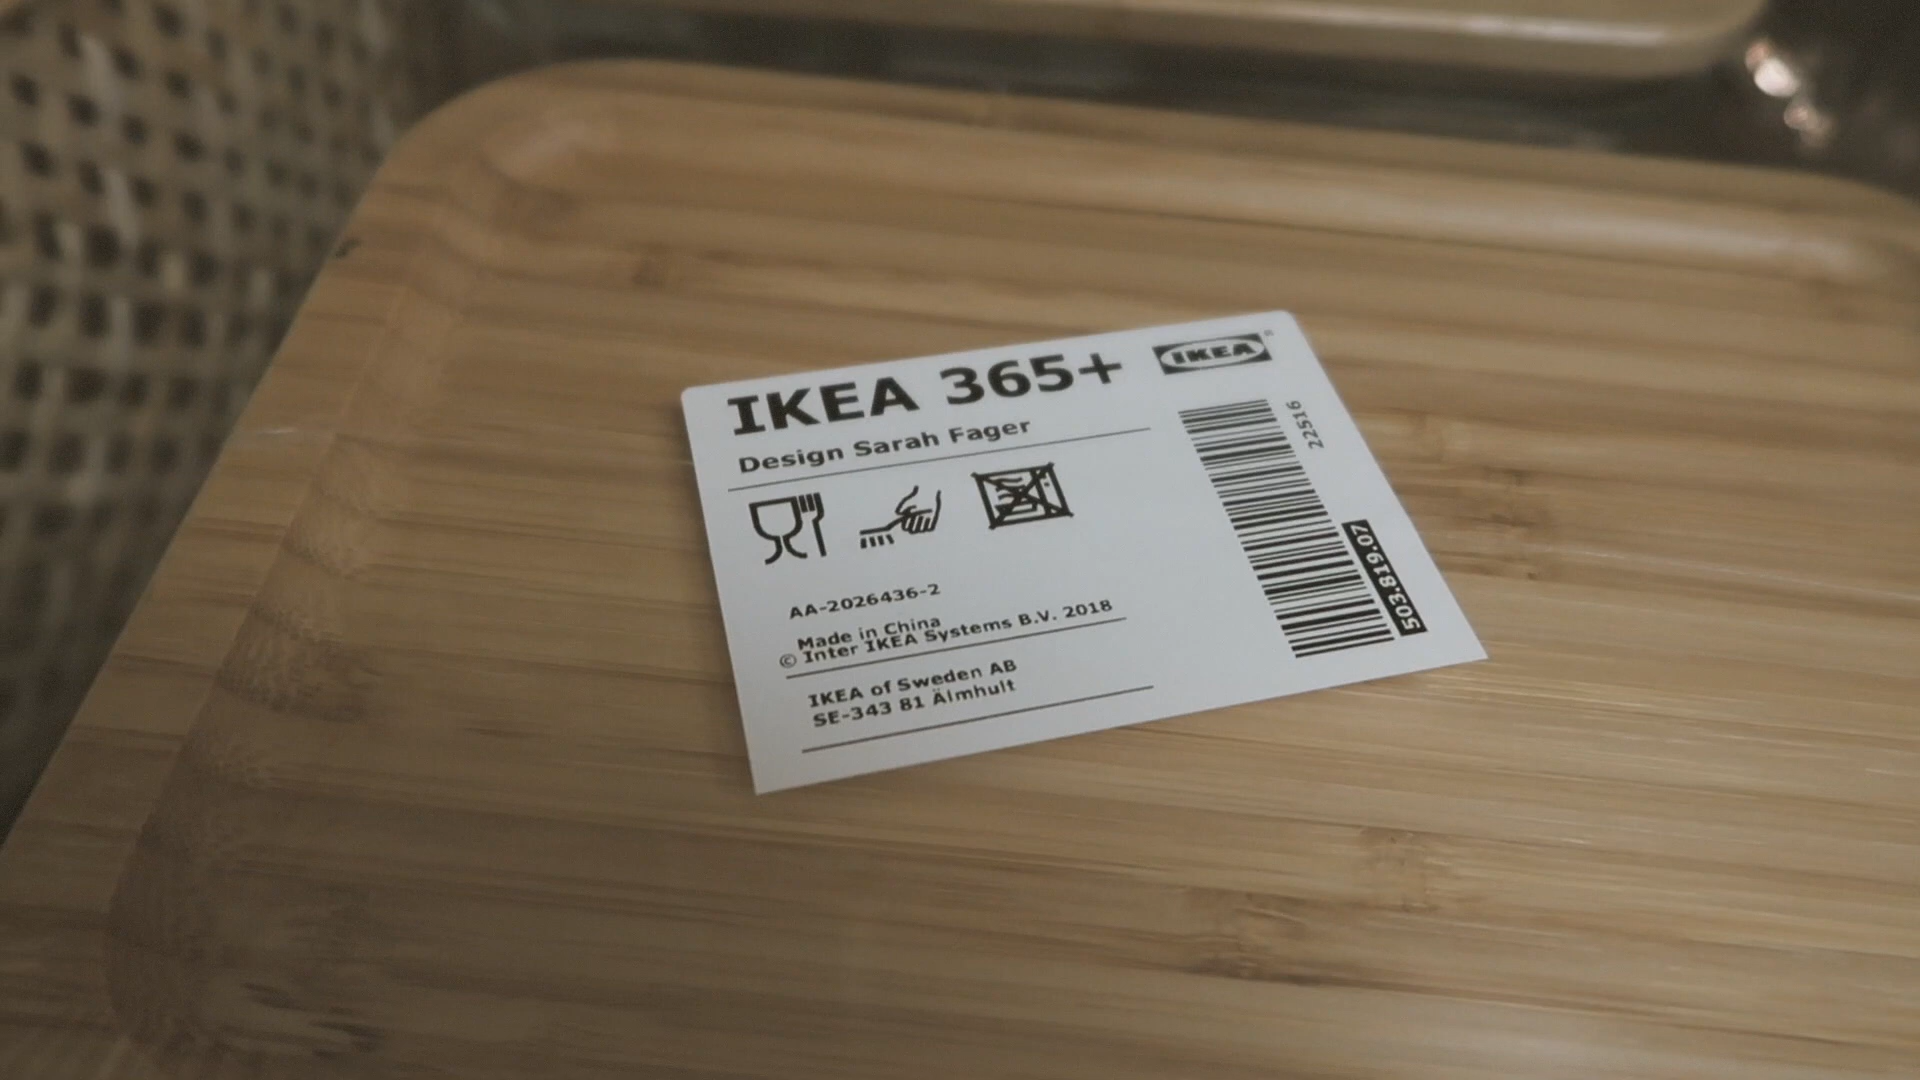 IKEA 365+
IKEA
Design Sarah Fager
22516
503.819.07
AA-2026436-2
Made in China
© Inter IKEA Systems B.V. 2018
IKEA of Sweden AB
SE-343 81 Älmhult